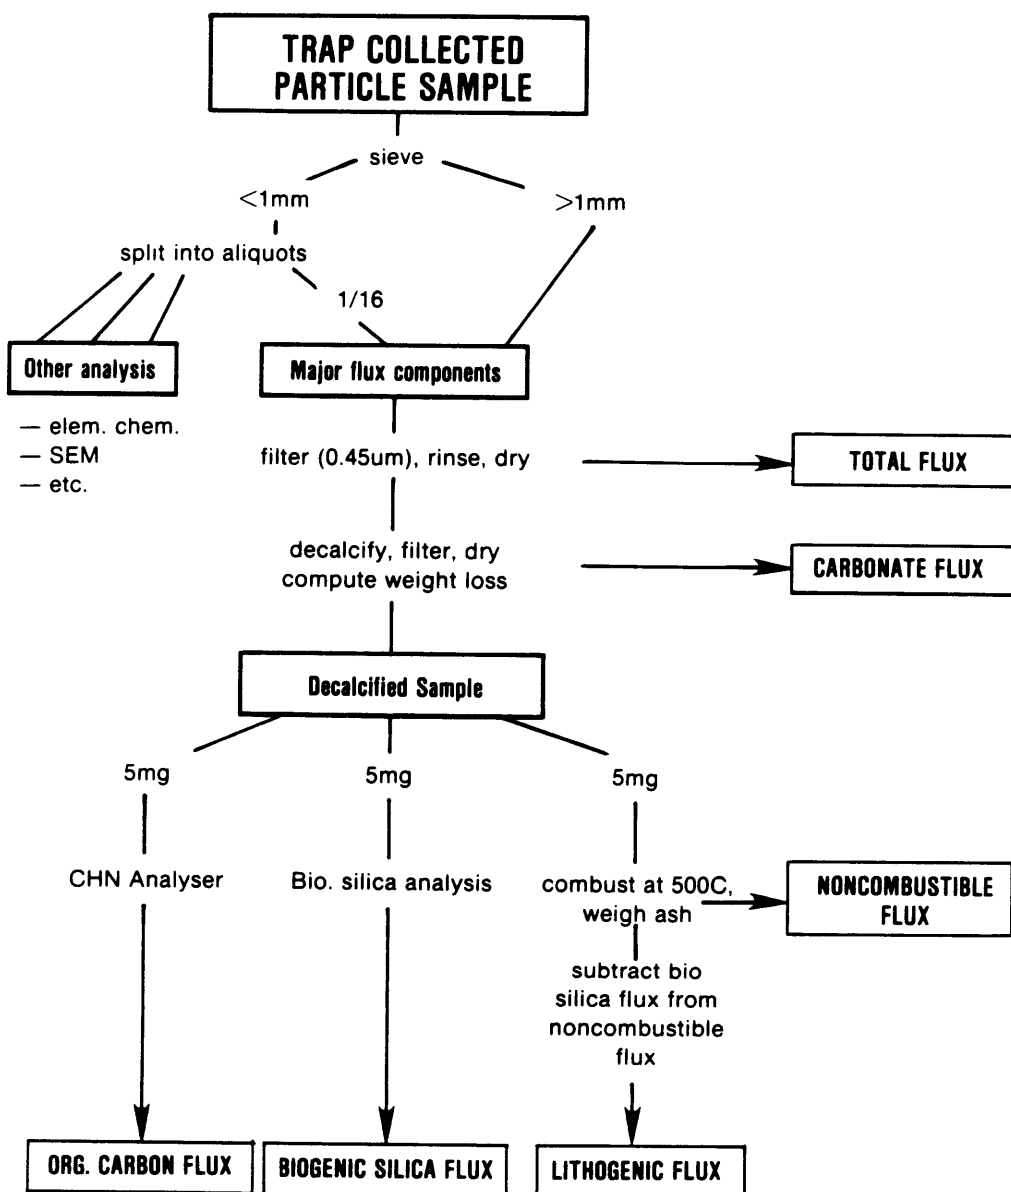 TRAP COLLECTED
PARTICLE SAMPLE
sieve
<1mm
>1mm
split into aliquots
1/16
Other analysis
Major flux components
— elem. chem.
— SEM
— etc.
filter (0.45um), rinse, dry
TOTAL FLUX
decalcify, filter, dry
compute weight loss
CARBONATE FLUX
Decalcified Sample
5mg
5mg
5mg
CHN Analyser
Bio. silica analysis
combust at 500C,
weigh ash
NONCOMBUSTIBLE
FLUX
subtract bio
silica flux from
noncombustible
flux
ORG. CARBON FLUX
BIOGENIC SILICA FLUX
LITHOGENIC FLUX